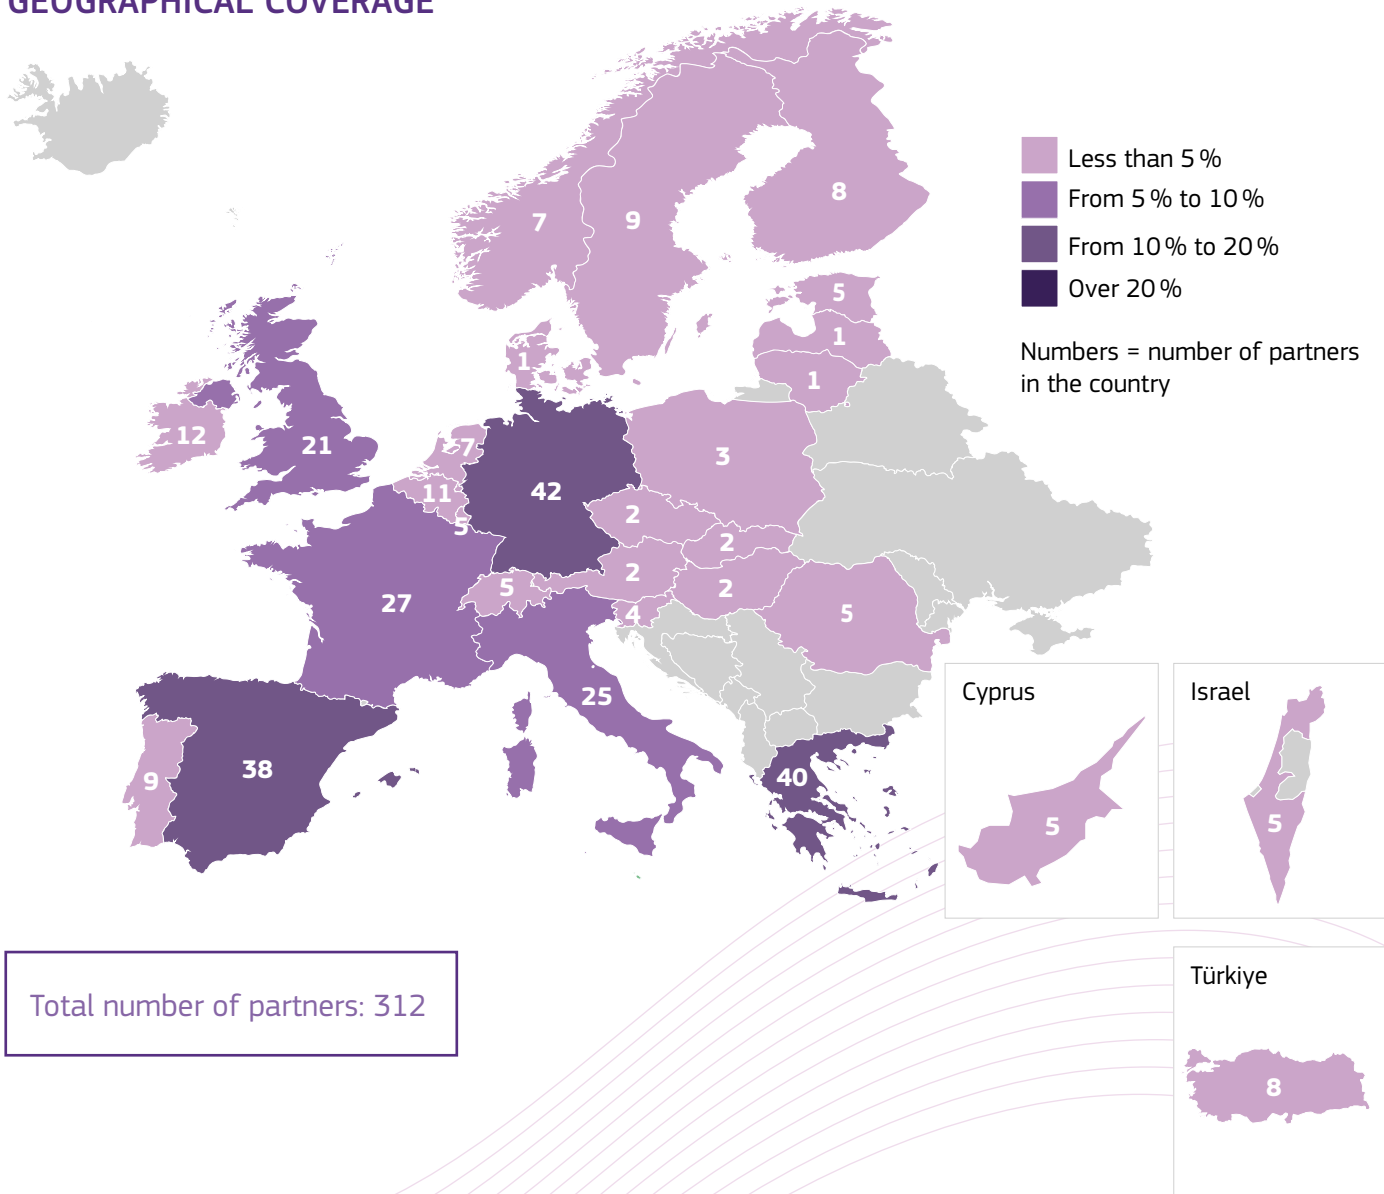 GEOGRAPHICAL COVERAGE
Less than 5 %
From 5 % to 10 %
From 10 % to 20 %
Over 20 %
Numbers = number of partners
in the country
7
9
8
5
1
1
1
12
21
7
11
5
42
3
2
2
2
2
5
4
5
27
25
38
9
40
Cyprus
5
Israel
5
Türkiye
8
Total number of partners: 312